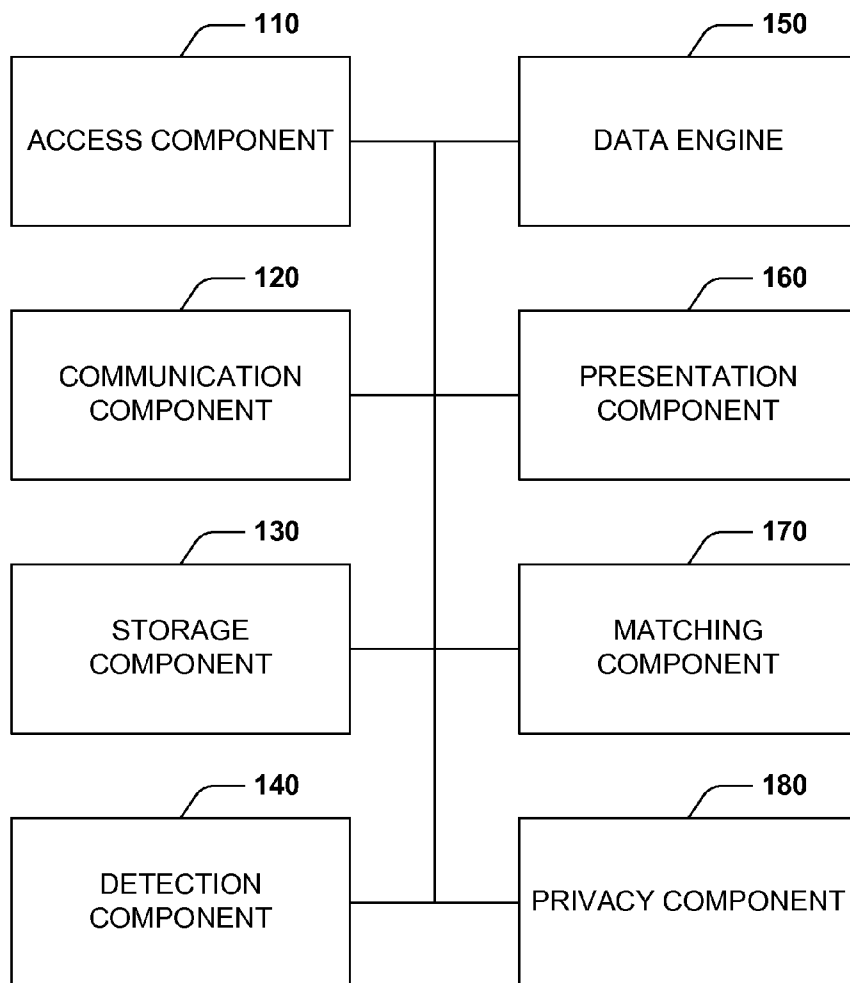 110
ACCESS COMPONENT
150
DATA ENGINE
120
COMMUNICATION
COMPONENT
160
PRESENTATION
COMPONENT
130
STORAGE
COMPONENT
170
MATCHING
COMPONENT
140
DETECTION
COMPONENT
180
PRIVACY COMPONENT